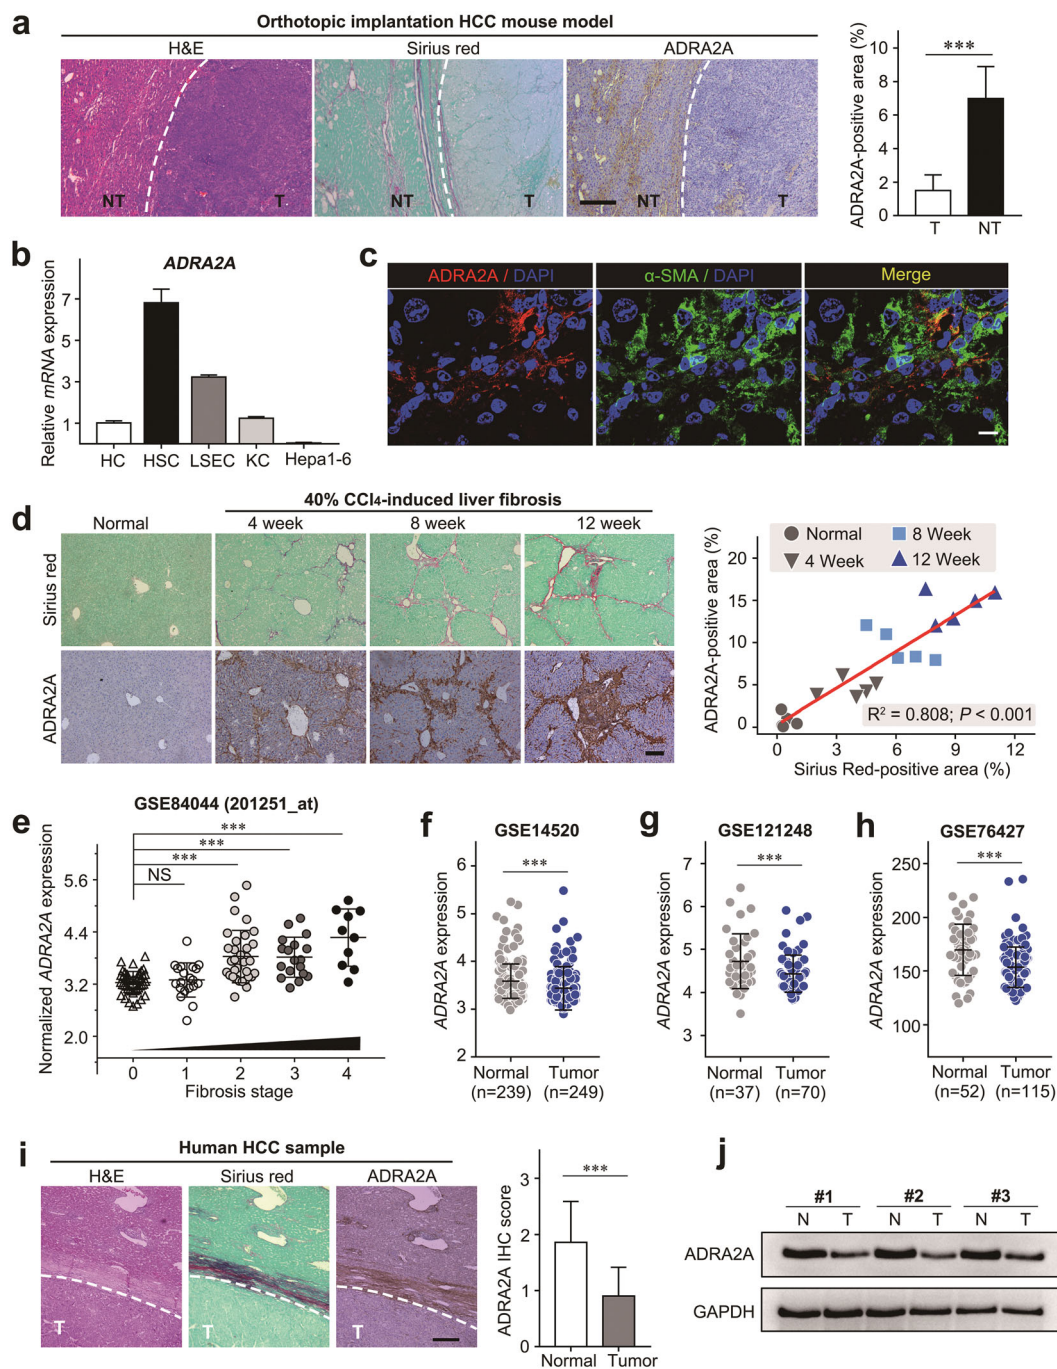 a
Orthotopic implantation HCC mouse model
H&E
Sirius red
ADRA2A
NT
T
NT
T
NT
T
ADRA2A-positive area (%)
10
8
6
4
2
0
***
T
NT
b
ADRA2A
Relative mRNA expression
7
3
1
HC
HSC
LSEC
KC
Hepa1-6
c
ADRA2A / DAPI
α-SMA / DAPI
Merge
d
40% CCl4-induced liver fibrosis
Normal
4 week
8 week
12 week
Sirius red
ADRA2A
ADRA2A-positive area (%)
20
15
10
5
0
Normal
8 Week
4 Week
12 Week
R2 = 0.808; P < 0.001
0
3
6
9
12
Sirius Red-positive area (%)
e
GSE84044 (201251_at)
Normalized ADRA2A expression
5.6
4.4
3.2
2.0
***
***
***
NS
0
1
2
3
4
Fibrosis stage
f
GSE14520
ADRA2A expression
6
5
4
3
2
***
Normal
(n=239)
Tumor
(n=249)
g
GSE121248
ADRA2A expression
7
6
5
4
3
***
Normal
(n=37)
Tumor
(n=70)
h
GSE76427
ADRA2A expression
250
200
150
100
***
Normal
(n=52)
Tumor
(n=115)
i
Human HCC sample
H&E
Sirius red
ADRA2A
T
T
T
ADRA2A IHC score
3
2
1
0
***
Normal
Tumor
j
#1
#2
#3
N
T
N
T
N
T
ADRA2A
GAPDH